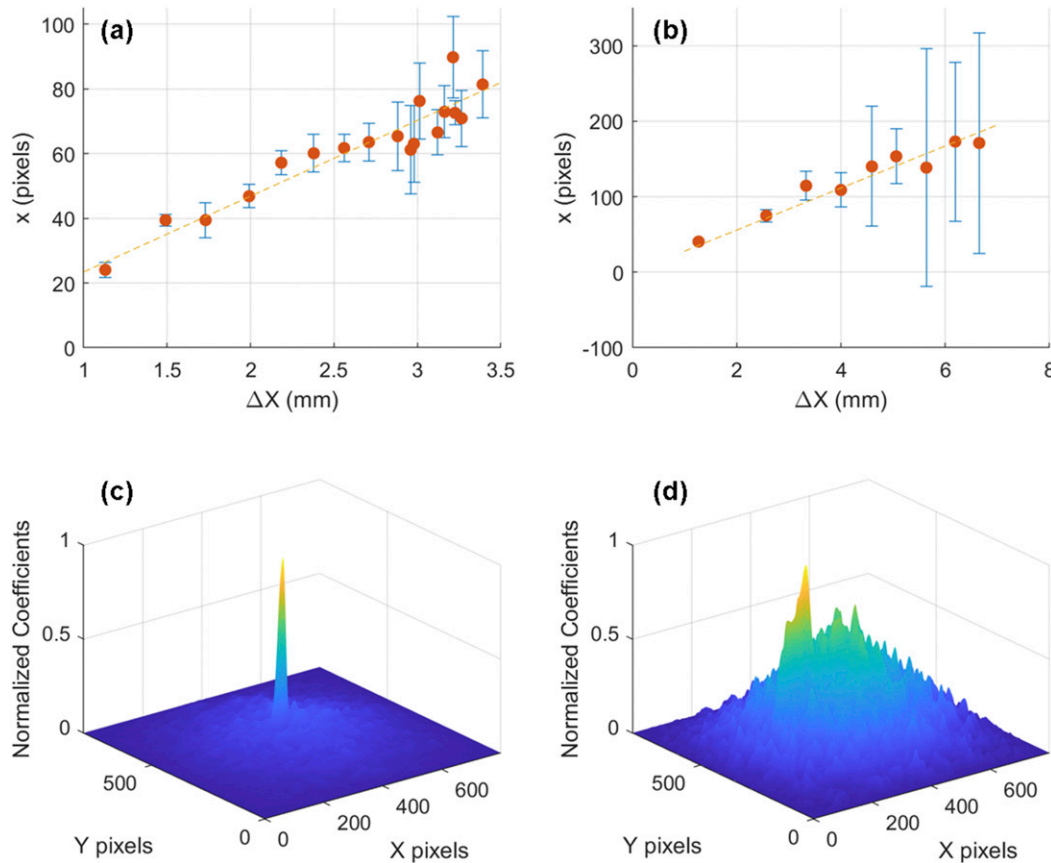 (a)
x (pixels)
100
80
60
40
20
0
1 1.5 2 2.5 3 3.5
ΔX (mm)
(b)
x (pixels)
300
200
100
0
-100
0 2 4 6 8
ΔX (mm)
(c)
Normalized Coefficients
1
0.5
0
500
0
0
200
400
600
Y pixels
X pixels
(d)
Normalized Coefficients
1
0.5
0
500
0
0
200
400
600
Y pixels
X pixels